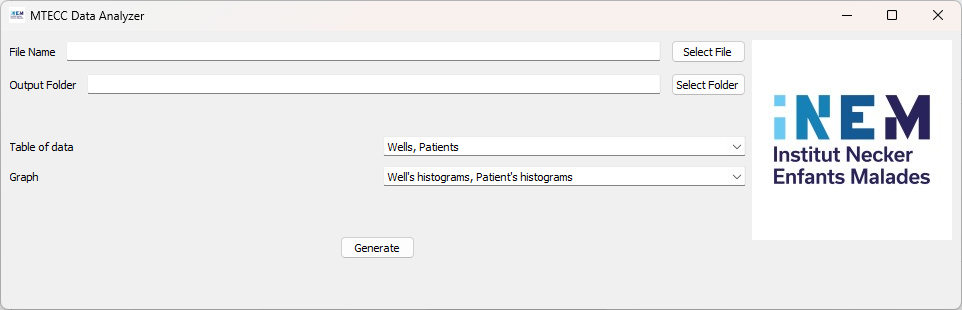 MTECC Data Analyzer
File Name
Select File
Output Folder
Select Folder
Table of data
Wells, Patients
Graph
Well's histograms, Patient's histograms
Generate
iNEM
Institut Necker
Enfants Malades